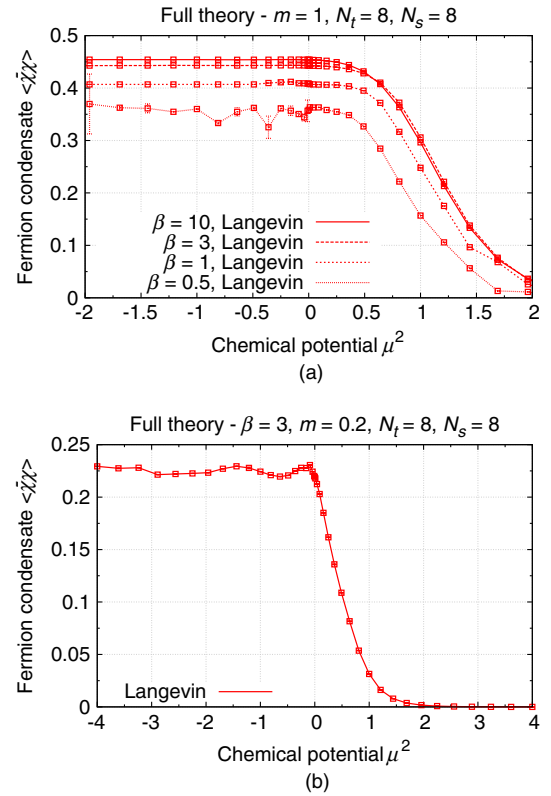 Full theory - m = 1, Nt = 8, Ns = 8
Fermion condensate <χ̄χ>
0.5
0.4
0.3
0.2
0.1
0
β = 10, Langevin
β = 3, Langevin
β = 1, Langevin
β = 0.5, Langevin
-2 -1.5 -1 -0.5 0 0.5 1.0 1.5 2
Chemical potential μ²
(a)
Full theory - β = 3, m = 0.2, Nt = 8, Ns = 8
Fermion condensate <χ̄χ>
0.25
0.2
0.15
0.1
0.05
0
Langevin
-4 -3 -2 -1 0 1 2 3 4
Chemical potential μ²
(b)